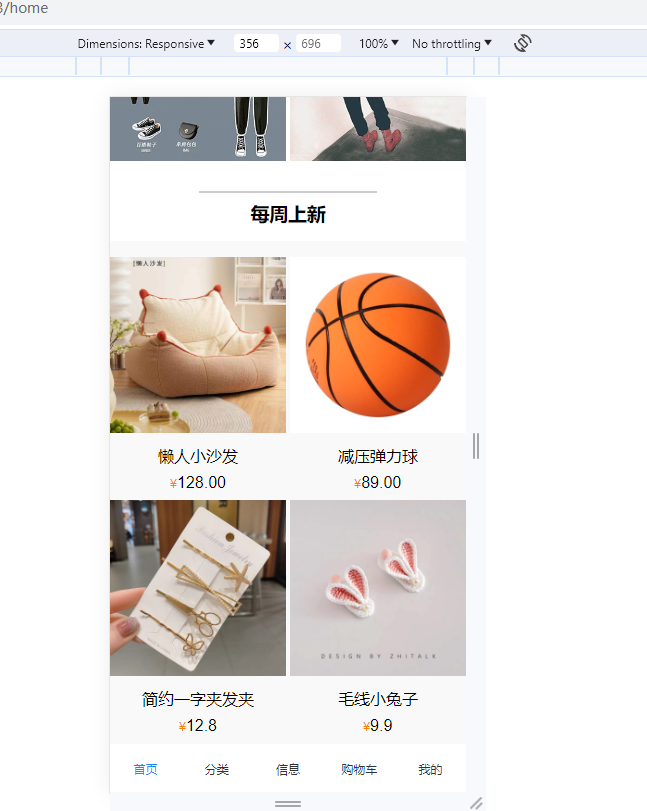 3/home
Dimensions: Responsive ▼ 356 × 696 100% ▼ No throttling ▼
每周上新
[懒人沙发]
懒人小沙发
¥128.00
减压弹力球
¥89.00
DESIGN BY ZHITALK
简约一字夹发夹
¥12.8
毛线小兔子
¥9.9
首页 分类 信息 购物车 我的